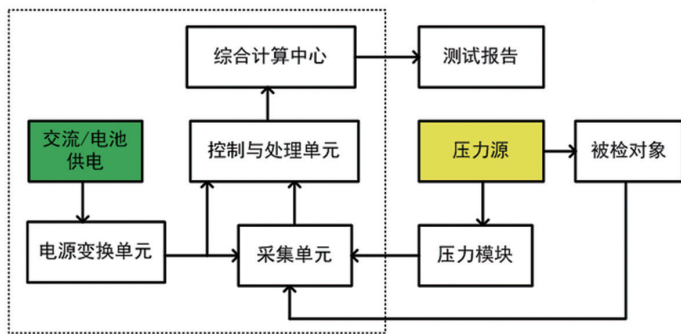 综合计算中心
测试报告
交流/电池
供电
控制与处理单元
压力源
被检对象
电源变换单元
采集单元
压力模块